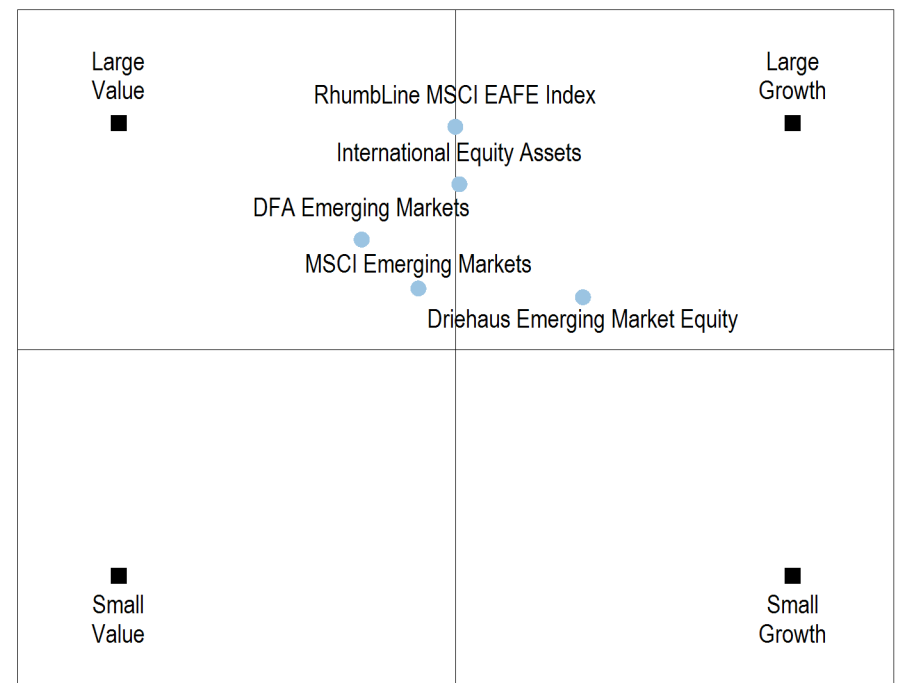 Large
Value
Large
Growth
RhumbLine MSCI EAFE Index
International Equity Assets
DFA Emerging Markets
MSCI Emerging Markets
Driehaus Emerging Market Equity
Small
Value
Small
Growth